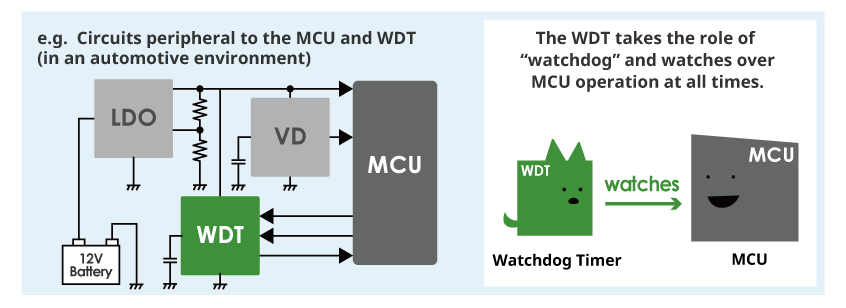 e.g. Circuits peripheral to the MCU and WDT
(in an automotive environment)
LDO
VD
MCU
WDT
12V
Battery
The WDT takes the role of
“watchdog” and watches over
MCU operation at all times.
WDT
watches
MCU
Watchdog Timer
MCU